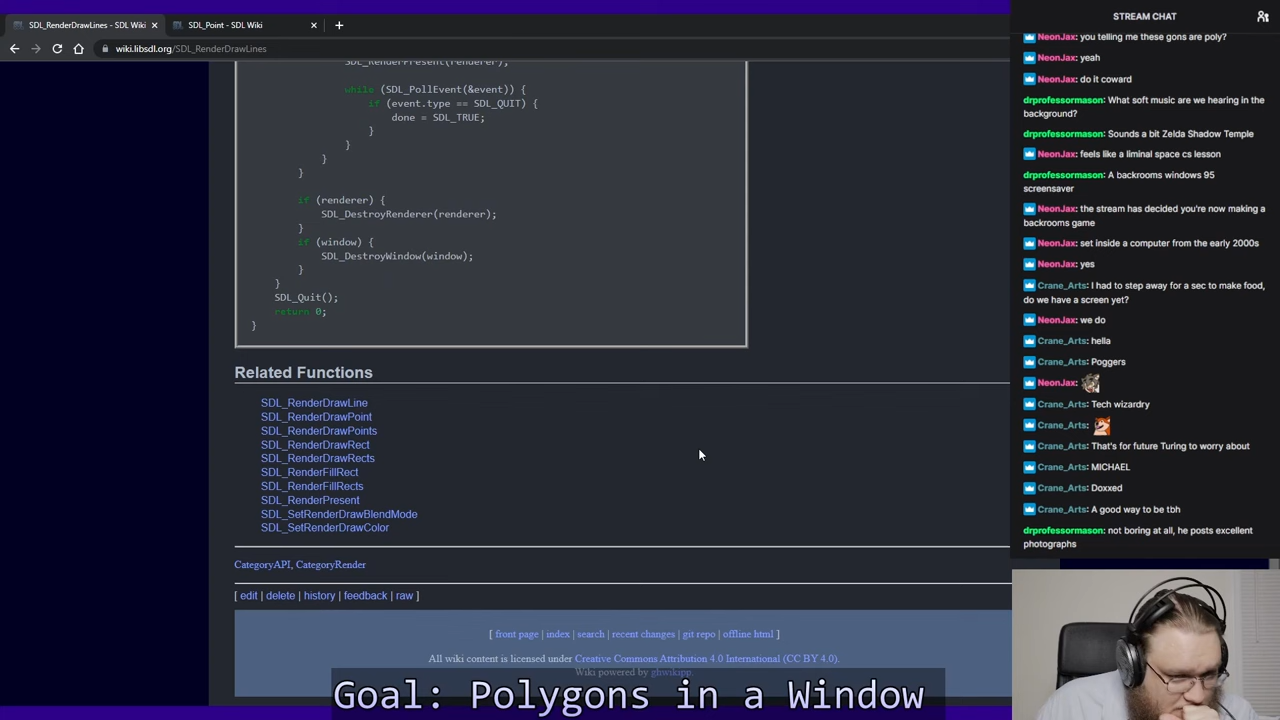 SDL_RenderDrawLines - SDL Wiki
SDL_Point - SDL Wiki
wiki.libsdl.org/SDL_RenderDrawLines
SDL_RenderPresent(renderer);
while (SDL_PollEvent(&event)) {
if (event.type == SDL_QUIT) {
done = SDL_TRUE;
}
}
}
}
if (renderer) {
SDL_DestroyRenderer(renderer);
}
if (window) {
SDL_DestroyWindow(window);
}
}
SDL_Quit();
return 0;
}
Related Functions
SDL_RenderDrawLine
SDL_RenderDrawPoint
SDL_RenderDrawPoints
SDL_RenderDrawRect
SDL_RenderDrawRects
SDL_RenderFillRect
SDL_RenderFillRects
SDL_RenderPresent
SDL_SetRenderDrawBlendMode
SDL_SetRenderDrawColor
CategoryAPI, CategoryRender
[ edit | delete | history | feedback | raw ]
[ front page | index | search | recent changes | git repo | offline html ]
All wiki content is licensed under Creative Commons Attribution 4.0 International (CC BY 4.0).
Wiki powered by ghwikipp.
Goal: Polygons in a Window
STREAM CHAT
NeonJax: you telling me these gons are poly?
NeonJax: yeah
NeonJax: do it coward
drprofessormason: What soft music are we hearing in the
background?
drprofessormason: Sounds a bit Zelda Shadow Temple
NeonJax: feels like a liminal space cs lesson
drprofessormason: A backrooms windows 95
screensaver
NeonJax: the stream has decided you're now making a
backrooms game
NeonJax: set inside a computer from the early 2000s
NeonJax: yes
Crane_Arts: I had to step away for a sec to make food,
do we have a screen yet?
NeonJax: we do
Crane_Arts: hella
Crane_Arts: Poggers
NeonJax:
Crane_Arts: Tech wizardry
Crane_Arts:
Crane_Arts: That's for future Turing to worry about
Crane_Arts: MICHAEL
Crane_Arts: Doxxed
Crane_Arts: A good way to be tbh
drprofessormason: not boring at all, he posts excellent
photographs